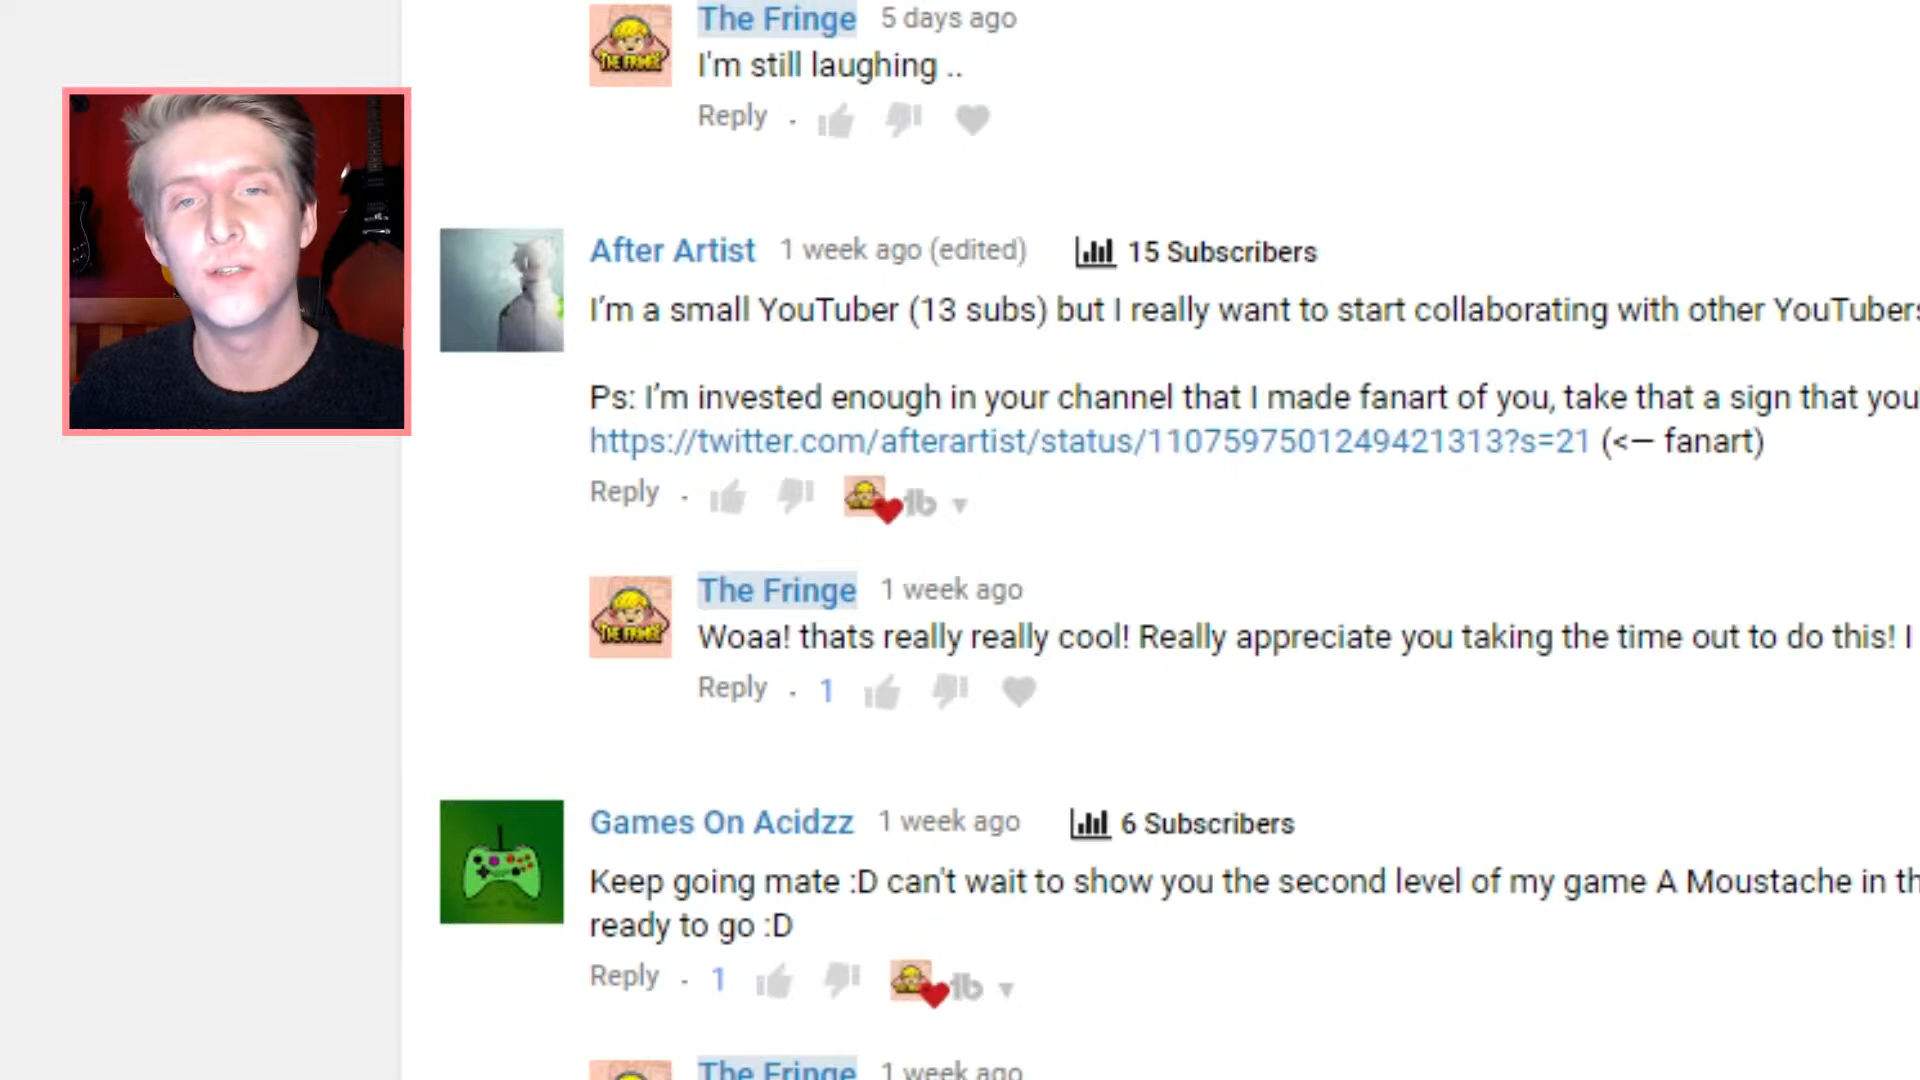 The Fringe 5 days ago
I'm still laughing ..
Reply .
After Artist 1 week ago (edited) 15 Subscribers
I'm a small YouTuber (13 subs) but I really want to start collaborating with other YouTubers
Ps: I'm invested enough in your channel that I made fanart of you, take that a sign that you
https://twitter.com/afterartist/status/1107597501249421313?s=21 (<— fanart)
Reply .
The Fringe 1 week ago
Woaa! thats really really cool! Really appreciate you taking the time out to do this! I
Reply . 1
Games On Acidzz 1 week ago 6 Subscribers
Keep going mate :D can't wait to show you the second level of my game A Moustache in th
ready to go :D
Reply . 1
The Fringe 1 week ago